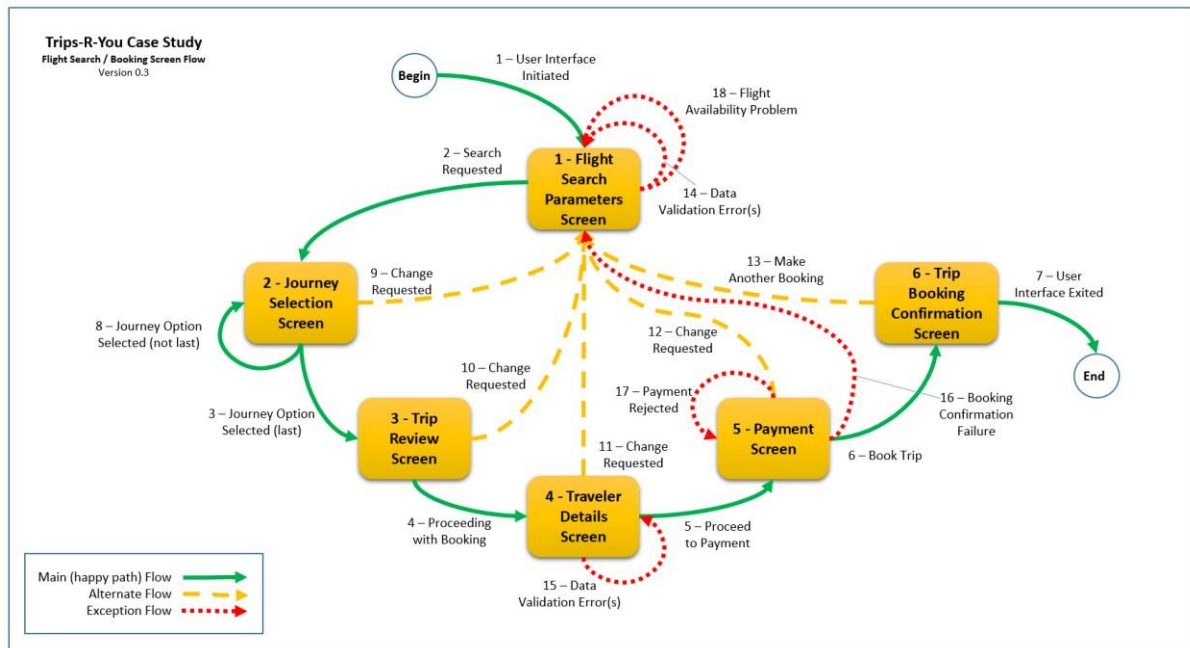 Trips-R-You Case Study
Flight Search / Booking Screen Flow
Version 0.3
Begin
1 – User Interface
Initiated
18 – Flight
Availability Problem
2 – Search
Requested
1 - Flight
Search
Parameters
Screen
14 – Data
Validation Error(s)
2 - Journey
Selection
Screen
9 – Change
Requested
13 – Make
Another Booking
6 - Trip
Booking
Confirmation
Screen
7 – User
Interface Exited
8 – Journey Option
Selected (not last)
12 – Change
Requested
10 – Change
Requested
End
3 – Journey Option
Selected (last)
3 - Trip
Review
Screen
17 – Payment
Rejected
5 - Payment
Screen
16 – Booking
Confirmation
Failure
11 – Change
Requested
6 – Book Trip
4 – Proceeding
with Booking
4 - Traveler
Details
Screen
5 – Proceed
to Payment
15 – Data
Validation Error(s)
Main (happy path) Flow
Alternate Flow
Exception Flow